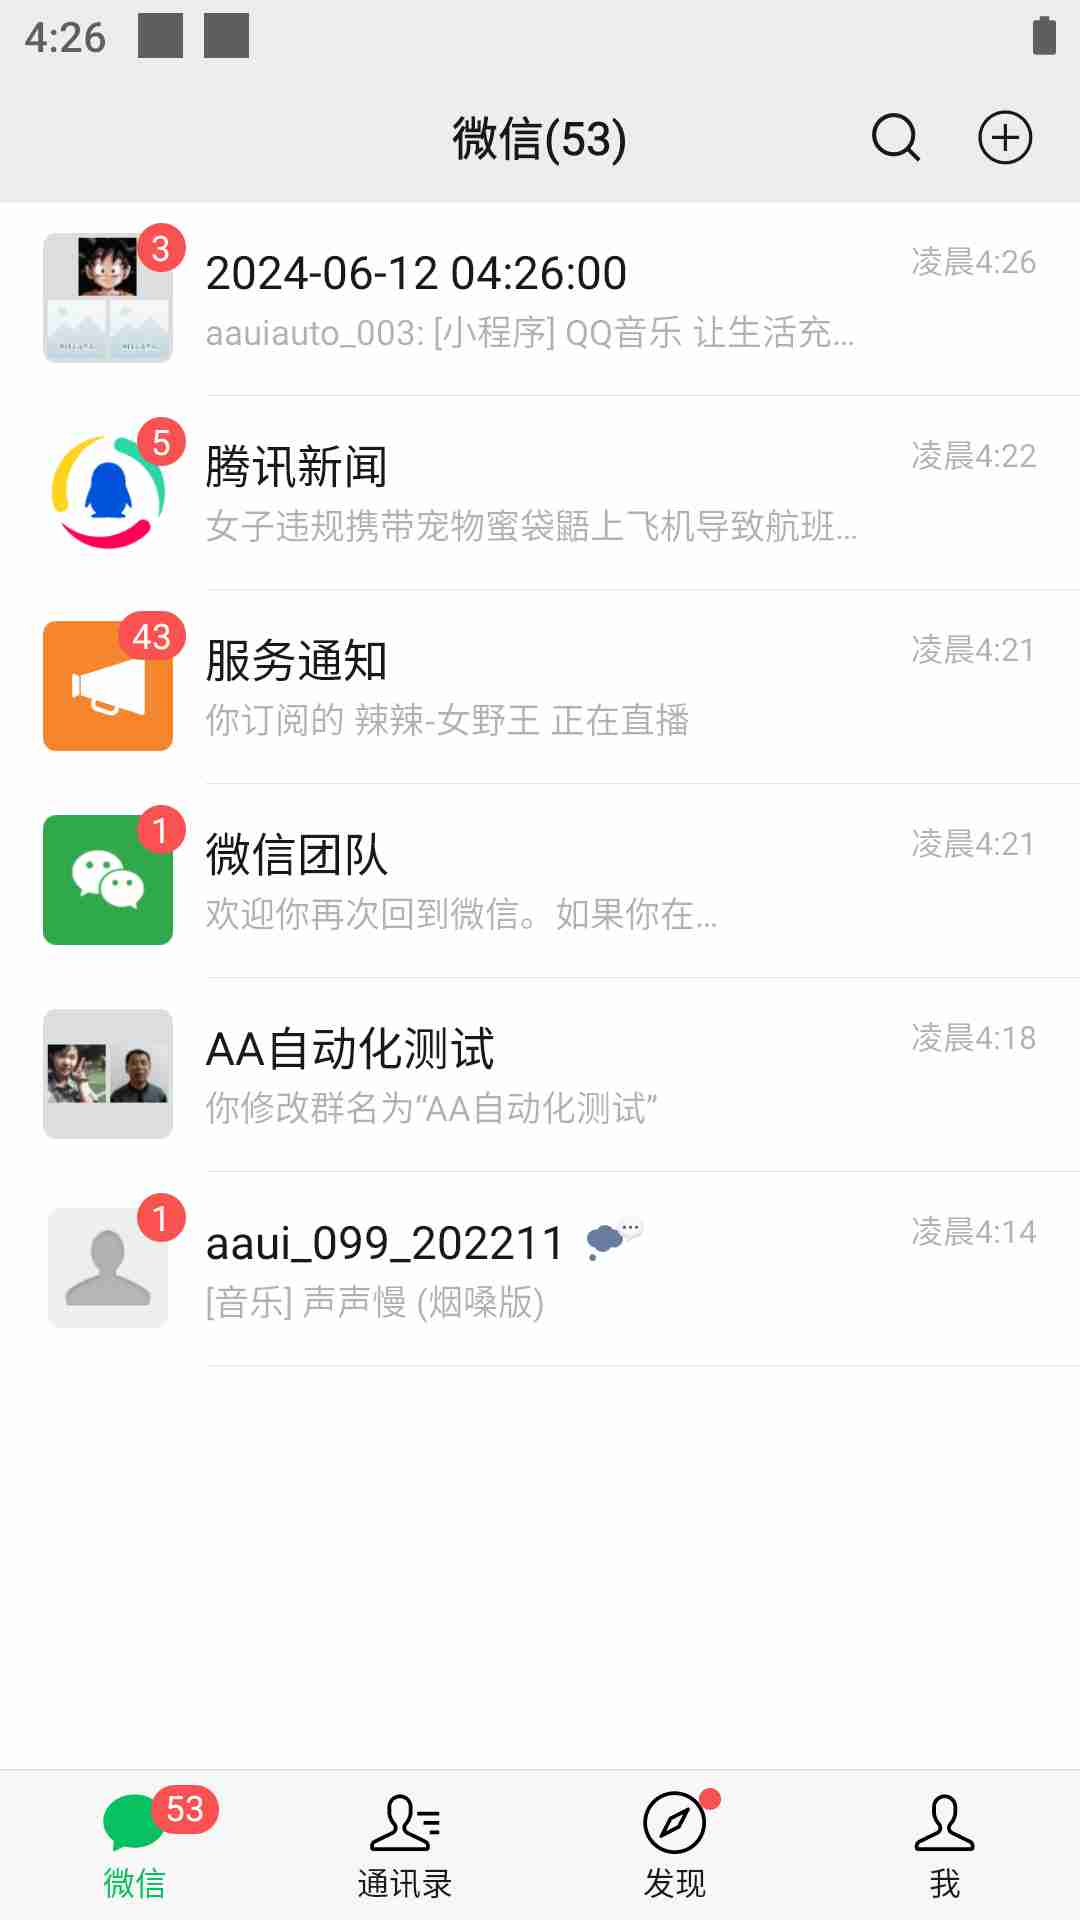 4:26
微信(53)
3
2024-06-12 04:26:00
凌晨4:26
aauiauto_003: [小程序] QQ音乐 让生活充...
5
腾讯新闻
凌晨4:22
女子违规携带宠物蜜袋鼯上飞机导致航班...
43
服务通知
凌晨4:21
你订阅的 辣辣-女野王 正在直播
1
微信团队
凌晨4:21
欢迎你再次回到微信。如果你在...
AA自动化测试
凌晨4:18
你修改群名为“AA自动化测试”
1
aaui_099_202211
凌晨4:14
[音乐] 声声慢 (烟嗓版)
53
微信
通讯录
发现
我